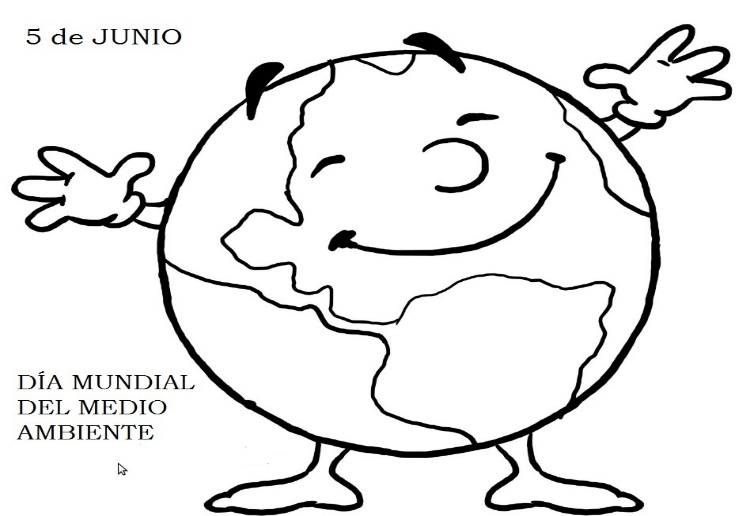 5 de JUNIO
DÍA MUNDIAL
DEL MEDIO
AMBIENTE